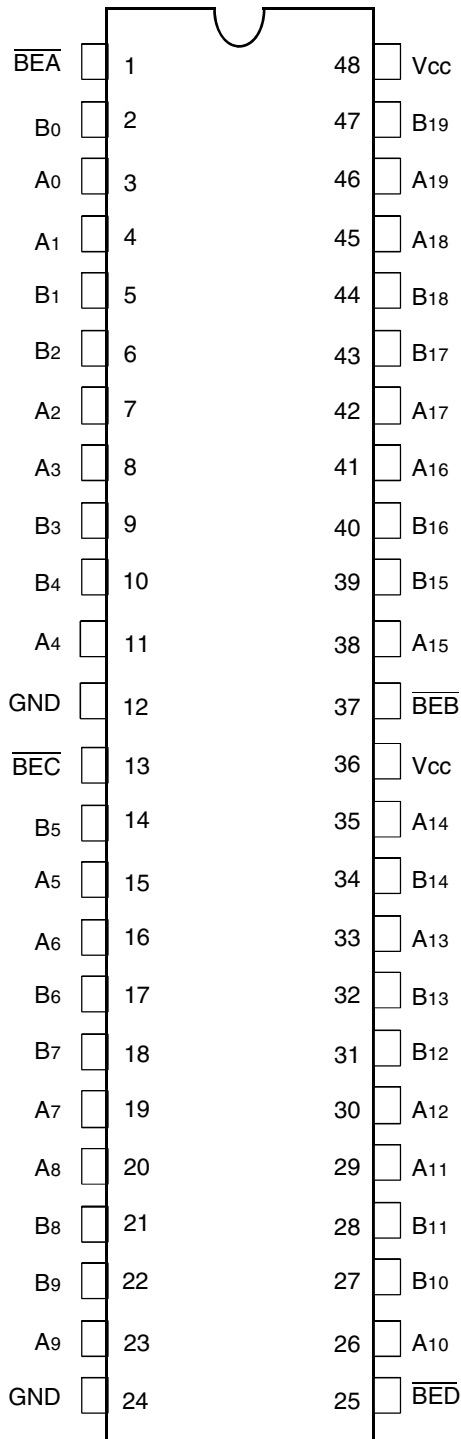 B̅E̅A̅ 1 48 Vcc
B0 2 47 B19
A0 3 46 A19
A1 4 45 A18
B1 5 44 B18
B2 6 43 B17
A2 7 42 A17
A3 8 41 A16
B3 9 40 B16
B4 10 39 B15
A4 11 38 A15
GND 12 37 B̅E̅B̅
B̅E̅C̅ 13 36 Vcc
B5 14 35 A14
A5 15 34 B14
A6 16 33 A13
B6 17 32 B13
B7 18 31 B12
A7 19 30 A12
A8 20 29 A11
B8 21 28 B11
B9 22 27 B10
A9 23 26 A10
GND 24 25 B̅E̅D̅